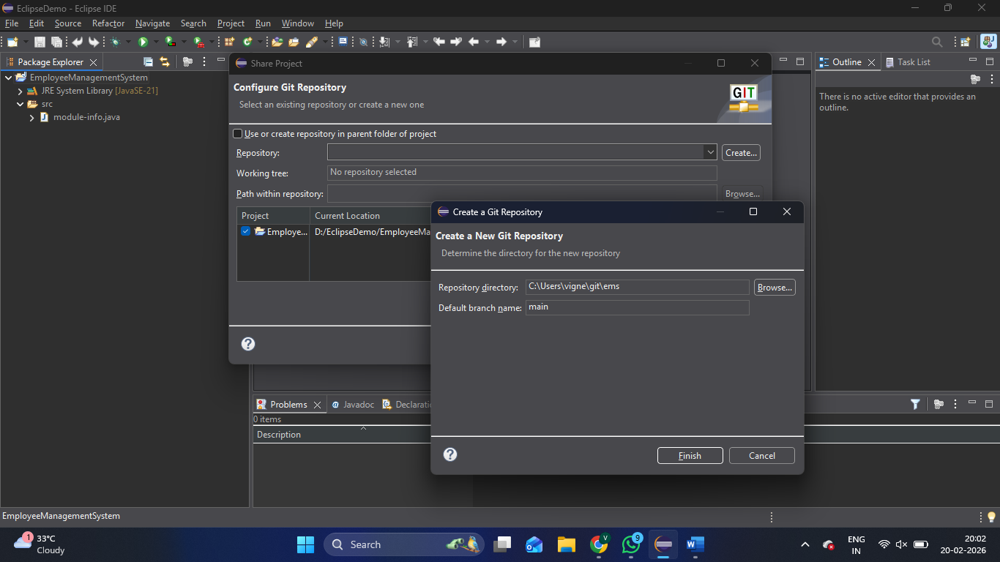 EclipseDemo - Eclipse IDE
File Edit Source Refactor Navigate Search Project Run Window Help
Package Explorer
EmployeeManagementSystem
JRE System Library [JavaSE-21]
src
module-info.java
Share Project
Configure Git Repository
Select an existing repository or create a new one
GIT
Use or create repository in parent folder of project
Repository:
Create...
Working tree: No repository selected
Path within repository:
Browse...
Project Current Location
Employe... D:/EclipseDemo/EmployeeMa
Create a Git Repository
Create a New Git Repository
Determine the directory for the new repository
Repository directory: C:\Users\vigne\git\ems Browse...
Default branch name: main
Finish Cancel
Outline Task List
There is no active editor that provides an
outline.
Problems @ Javadoc Declarati
0 items
Description
EmployeeManagementSystem
1
33°C
Cloudy
Search
V
9
ENG
IN
20:02
20-02-2026